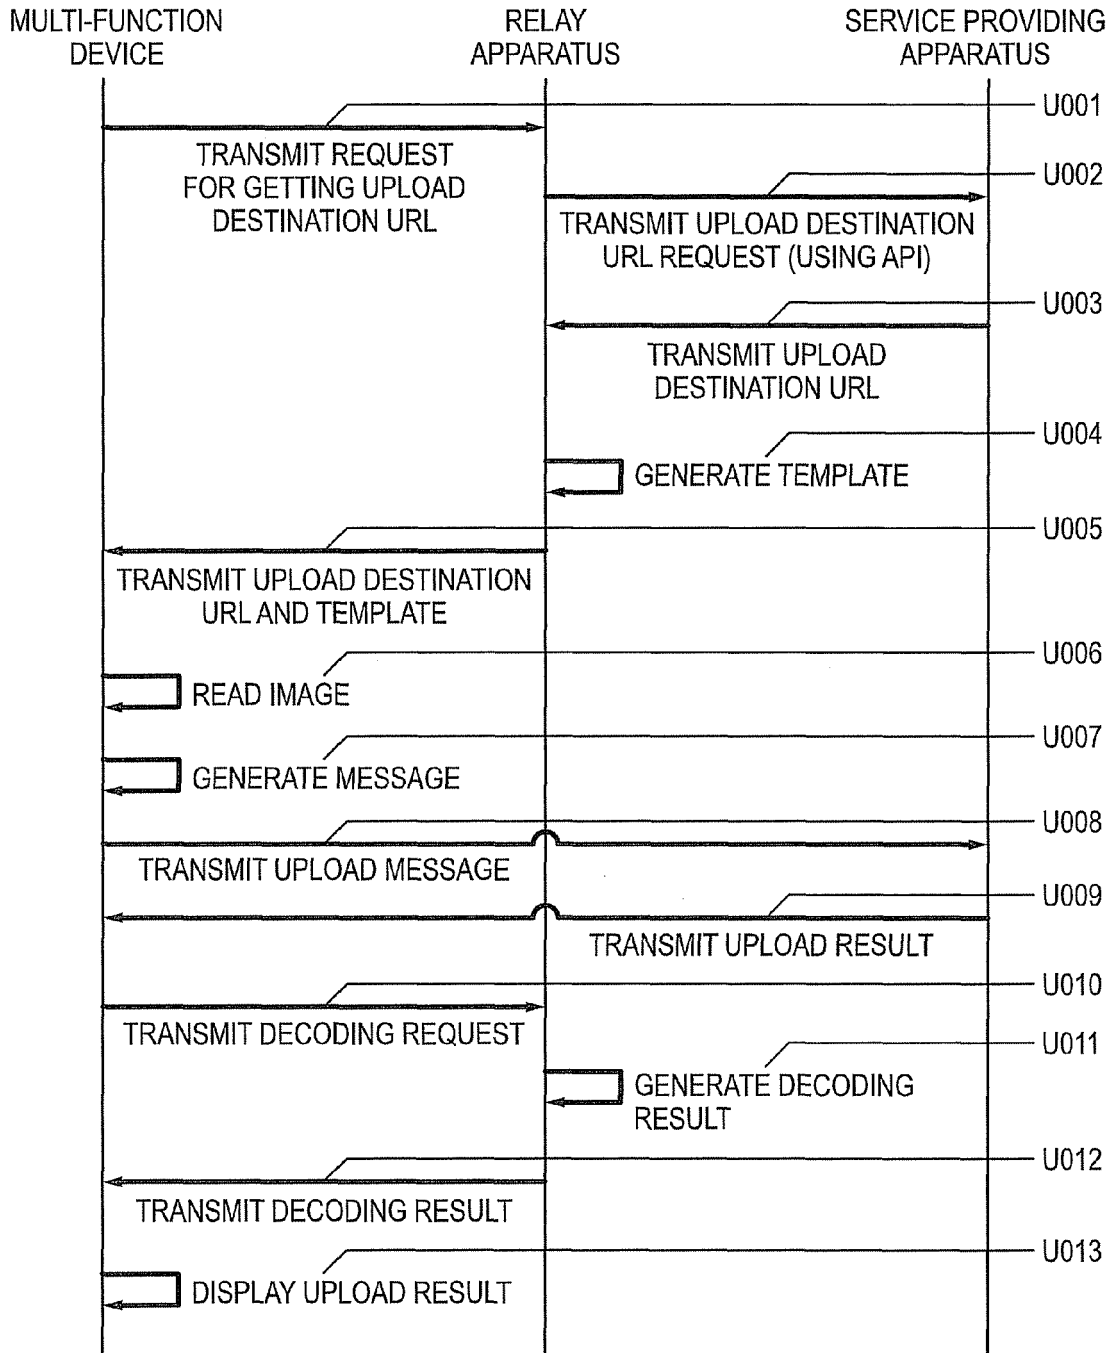 MULTI-FUNCTION
DEVICE
RELAY
APPARATUS
SERVICE PROVIDING
APPARATUS
U001
TRANSMIT REQUEST
FOR GETTING UPLOAD
DESTINATION URL
U002
TRANSMIT UPLOAD DESTINATION
URL REQUEST (USING API)
U003
TRANSMIT UPLOAD
DESTINATION URL
U004
GENERATE TEMPLATE
U005
TRANSMIT UPLOAD DESTINATION
URL AND TEMPLATE
U006
READ IMAGE
U007
GENERATE MESSAGE
U008
TRANSMIT UPLOAD MESSAGE
U009
TRANSMIT UPLOAD RESULT
U010
TRANSMIT DECODING REQUEST
U011
GENERATE DECODING
RESULT
U012
TRANSMIT DECODING RESULT
U013
DISPLAY UPLOAD RESULT